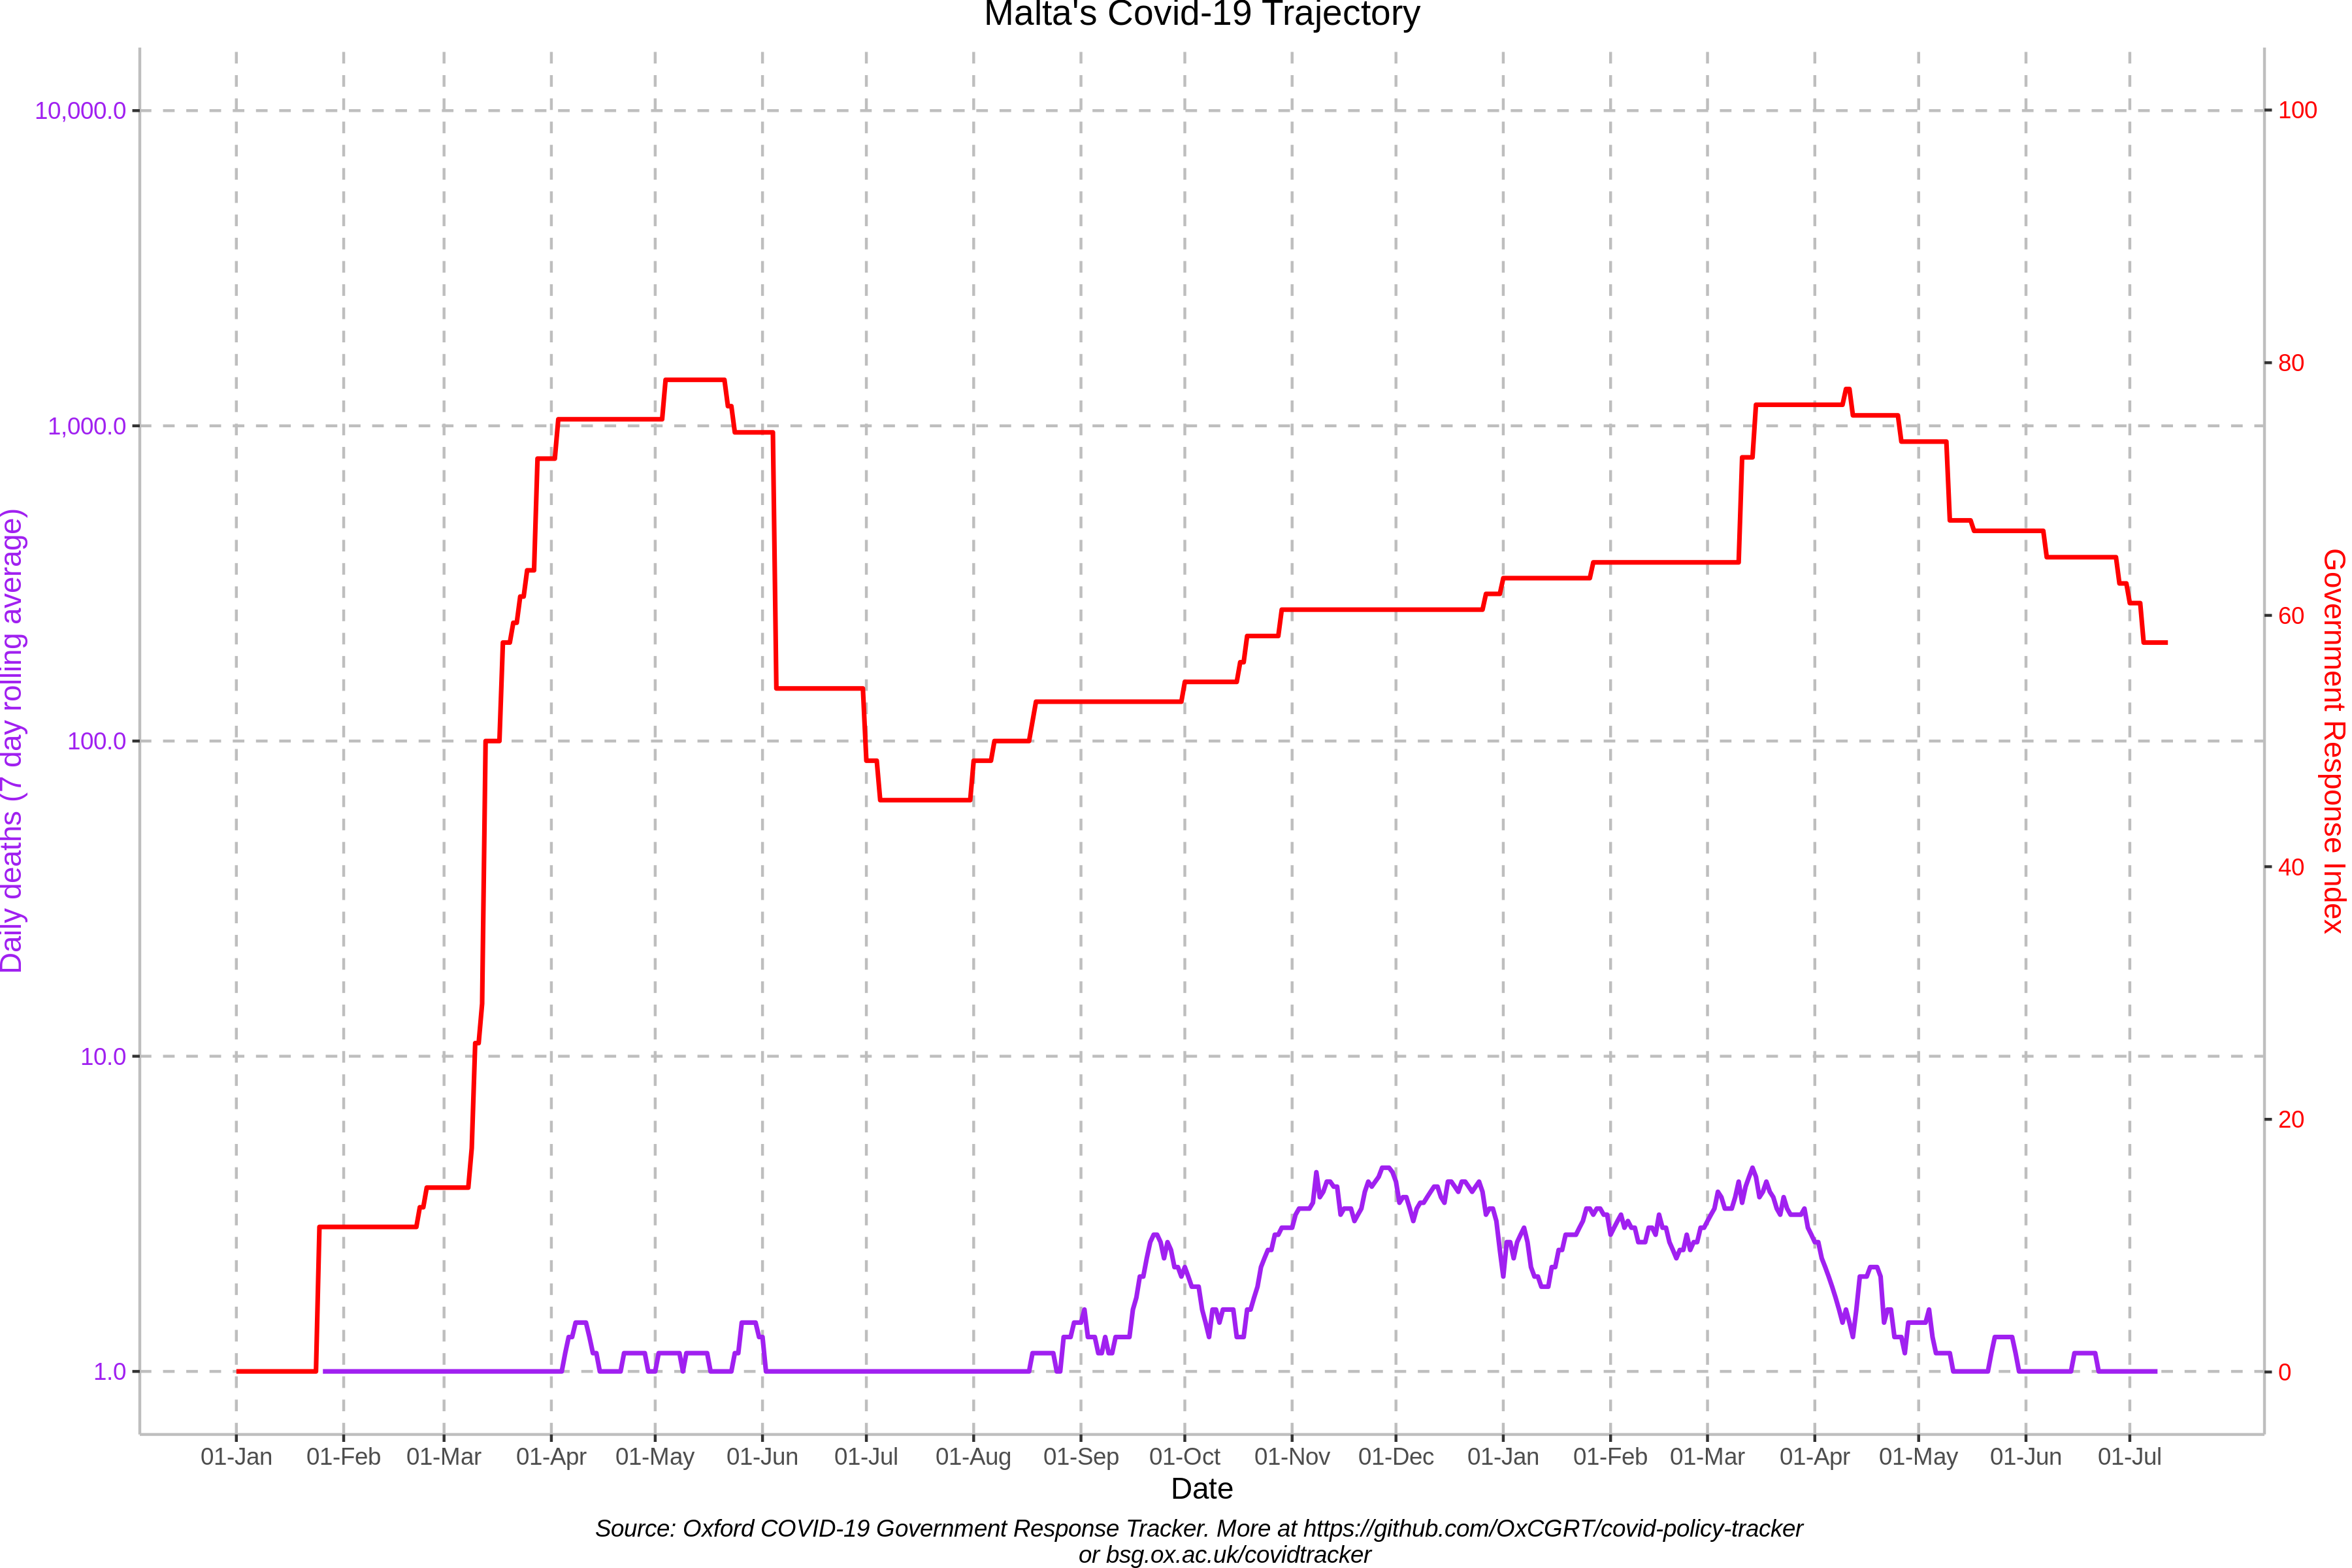 Malta's Covid-19 Trajectory
10,000.0
1,000.0
100.0
10.0
1.0
Daily deaths (7 day rolling average)
100
80
60
40
20
0
Government Response Index
01-Jan 01-Feb 01-Mar 01-Apr 01-May 01-Jun 01-Jul 01-Aug 01-Sep 01-Oct 01-Nov 01-Dec 01-Jan 01-Feb 01-Mar 01-Apr 01-May 01-Jun 01-Jul
Date
Source: Oxford COVID-19 Government Response Tracker. More at https://github.com/OxCGRT/covid-policy-tracker
or bsg.ox.ac.uk/covidtracker